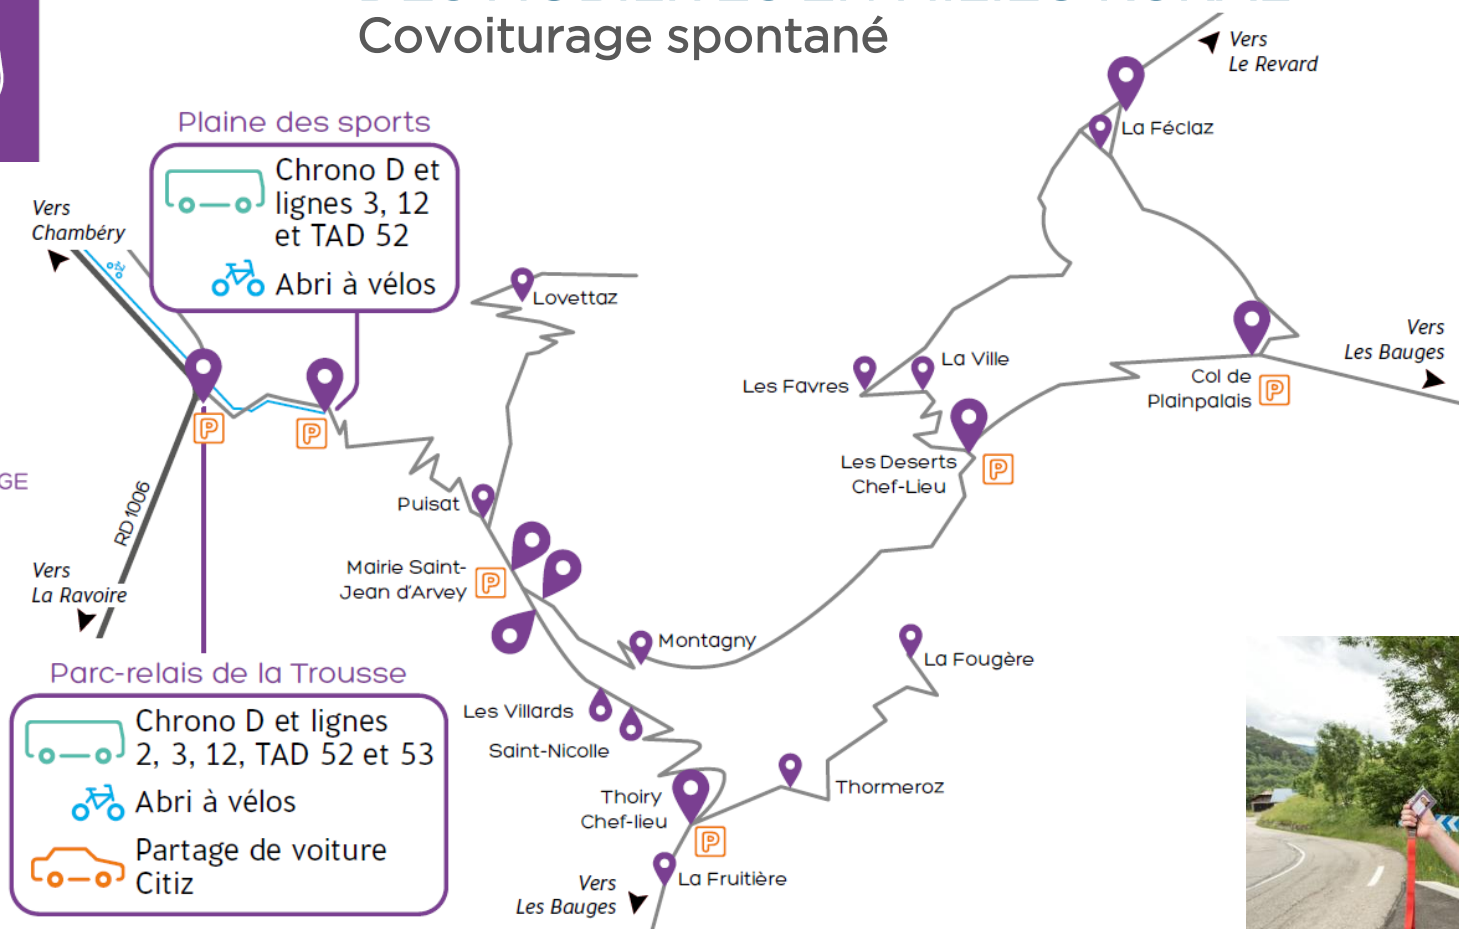 Covoiturage spontané
Vers
Le Revard
La Féclaz
Plaine des sports
Chrono D et
lignes 3, 12
et TAD 52
Abri à vélos
Vers
Chambéry
Lovettaz
Vers
Les Bauges
La Ville
Les Favres
Col de
Plainpalais
P
P
P
Les Deserts
Chef-Lieu
P
GE
RD 1006
Puisat
Mairie Saint-
Jean d'Arvey
P
Vers
La Ravoire
Montagny
La Fougère
Parc-relais de la Trousse
Chrono D et lignes
2, 3, 12, TAD 52 et 53
Abri à vélos
Partage de voiture
Citiz
Les Villards
Saint-Nicolle
Thormeroz
Thoiry
Chef-lieu
P
La Fruitière
Vers
Les Bauges